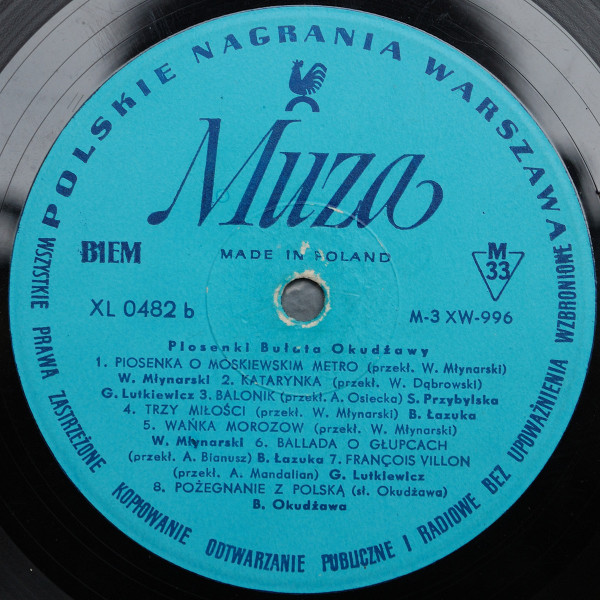 POLSKIE NAGRANIA WARSZAWA
Muza
BIEM
MADE IN POLAND
M
33
XL 0482 b
M-3 XW-996
Piosenki Bułata Okudżawy
1. PIOSENKA O MOSKIEWSKIM METRO (przekł. W. Młynarski)
W. Młynarski 2. KATARYNKA (przekł. W. Dąbrowski)
G. Lutkiewicz 3. BALONIK (przekł. A. Osiecka) S. Przybylska
4. TRZY MIŁOŚCI (przekł. W. Młynarski) B. Łazuka
5. WAŃKA MOROZOW (przekł. W. Młynarski)
W. Młynarski 6. BALLADA O GŁUPCACH
(przekł. A. Bianusz) B. Łazuka 7. FRANÇOIS VILLON
(przekł. A. Mandalian) G. Lutkiewicz
8. POŻEGNANIE Z POLSKĄ (sł. Okudżawa)
B. Okudżawa
WSZYSTKIE PRAWA ZASTRZEŻONE KOPIOWANIE ODTWARZANIE PUBLICZNE I RADIOWE BEZ UPOWAŻNIENIA WZBRONIONE